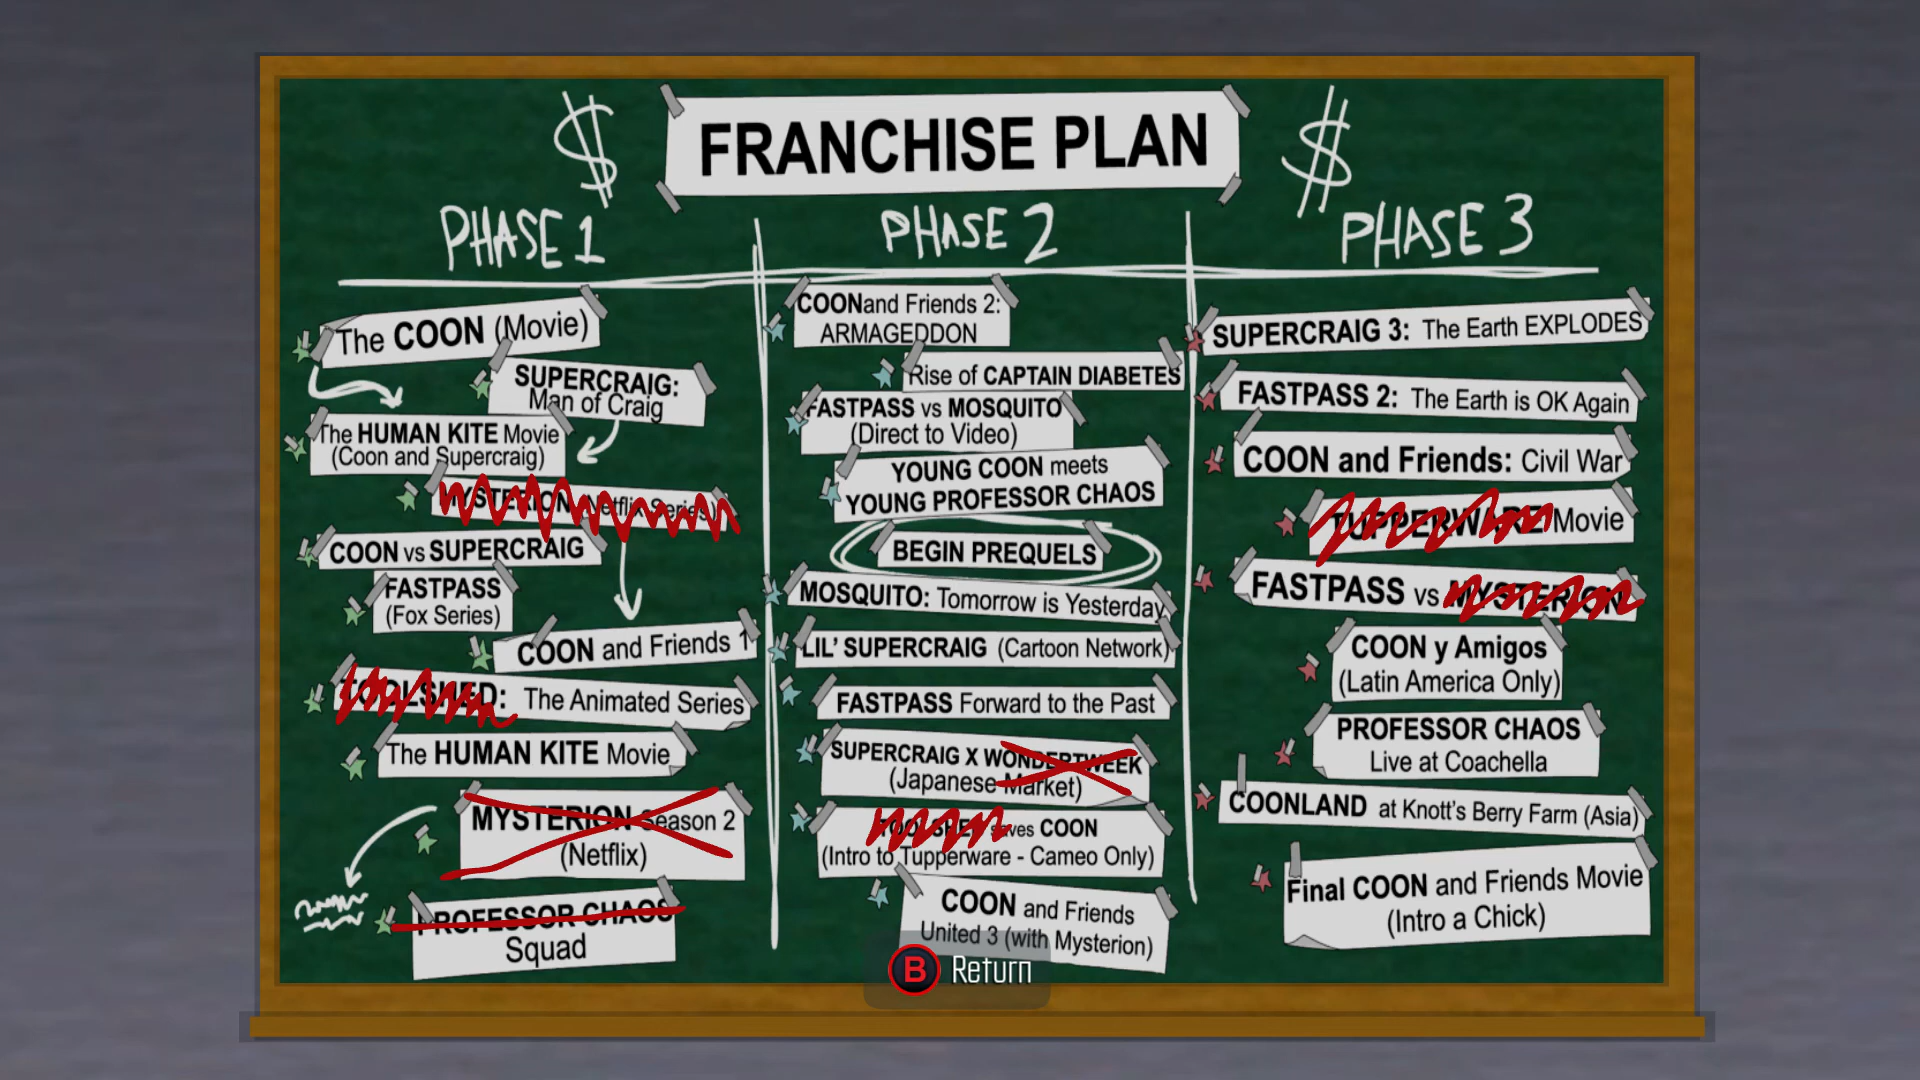 $ FRANCHISE PLAN $
PHASE 1
The COON (Movie)
SUPERCRAIG:
Man of Craig
The HUMAN KITE Movie
(Coon and Supercraig)
MYSTERION (Netflix Series)
COON vs SUPERCRAIG
FASTPASS
(Fox Series)
COON and Friends 1
TOOLSHED: The Animated Series
The HUMAN KITE Movie
MYSTERION Season 2
(Netflix)
PROFESSOR CHAOS
Squad
PHASE 2
COONand Friends 2:
ARMAGEDDON
Rise of CAPTAIN DIABETES
FASTPASS vs MOSQUITO
(Direct to Video)
YOUNG COON meets
YOUNG PROFESSOR CHAOS
BEGIN PREQUELS
MOSQUITO: Tomorrow is Yesterday
LIL' SUPERCRAIG (Cartoon Network)
FASTPASS Forward to the Past
SUPERCRAIG X WONDERTWEEK
(Japanese Market)
TOOLSHED saves COON
(Intro to Tupperware - Cameo Only)
COON and Friends
United 3 (with Mysterion)
PHASE 3
SUPERCRAIG 3: The Earth EXPLODES
FASTPASS 2: The Earth is OK Again
COON and Friends: Civil War
TUPPERWARE Movie
FASTPASS vs MYSTERION
COON y Amigos
(Latin America Only)
PROFESSOR CHAOS
Live at Coachella
COONLAND at Knott's Berry Farm (Asia)
Final COON and Friends Movie
(Intro a Chick)
B Return